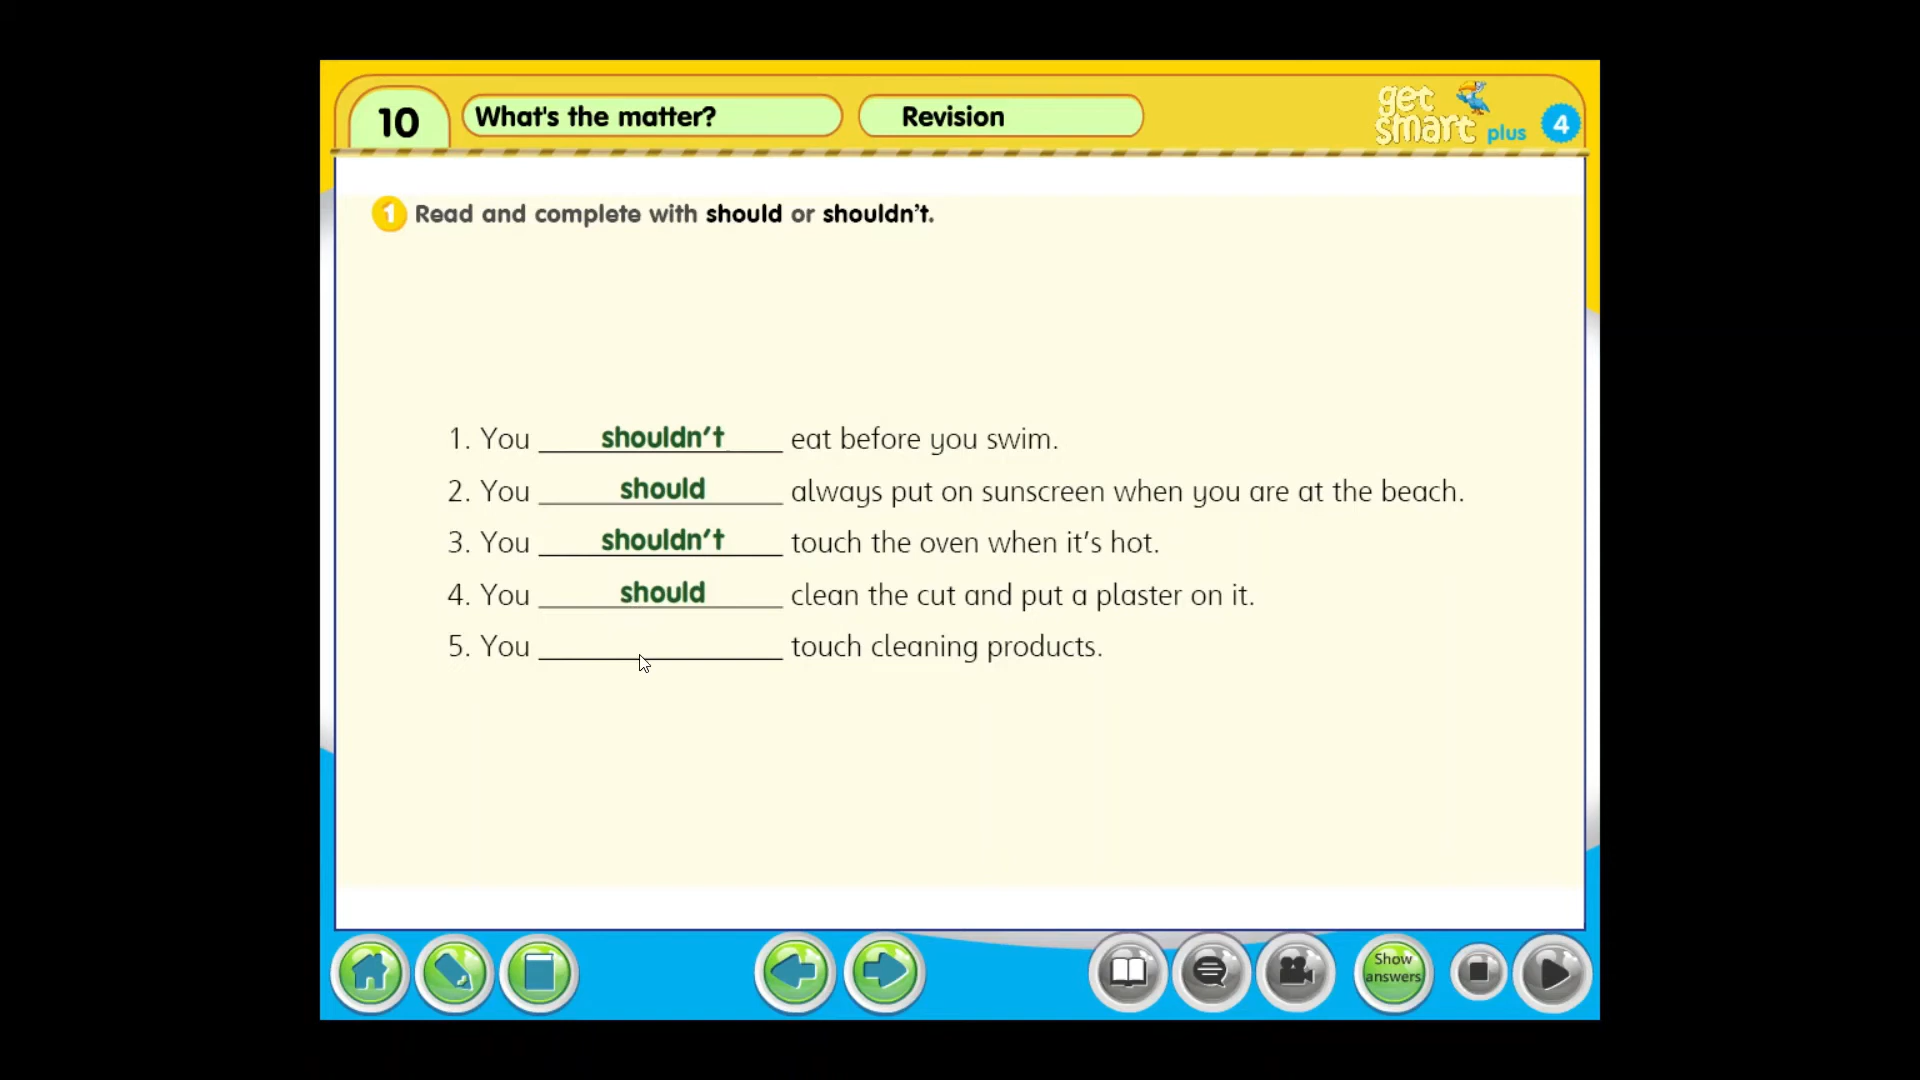 10 What's the matter? Revision get smart plus 4
1 Read and complete with should or shouldn't.
1. You shouldn't eat before you swim.
2. You should always put on sunscreen when you are at the beach.
3. You shouldn't touch the oven when it's hot.
4. You should clean the cut and put a plaster on it.
5. You ________________ touch cleaning products.
Show answers